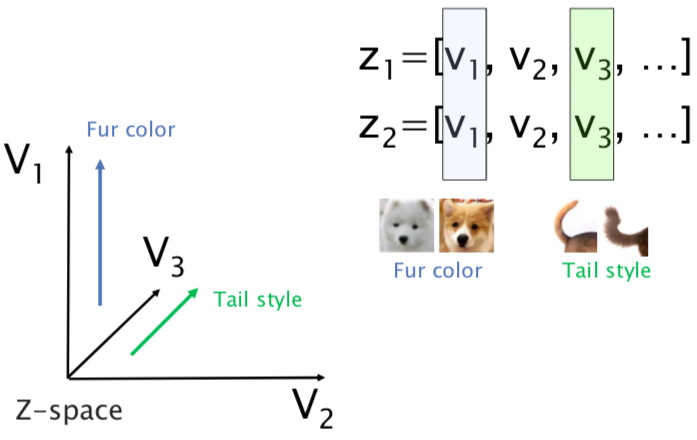 z₁=[v₁, v₂, v₃, ...]
z₂=[v₁, v₂, v₃, ...]
Fur color
Tail style
Fur color
V₁
V₃
Tail style
Z-space
V₂